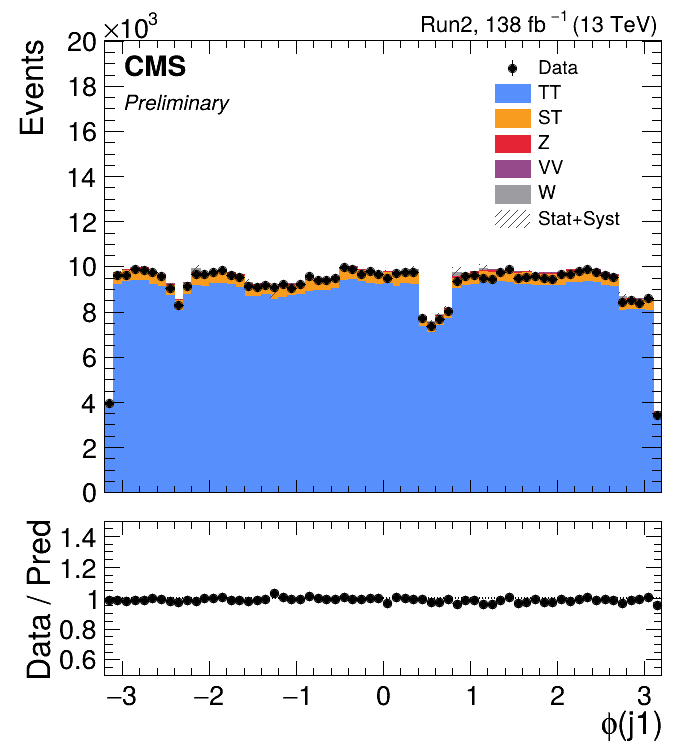 ×10³
Run2, 138 fb⁻¹ (13 TeV)
Events
CMS
Preliminary
Data
TT
ST
Z
VV
W
Stat+Syst
20
18
16
14
12
10
8
6
4
2
0
Data / Pred
1.4
1.2
1
0.8
0.6
−3 −2 −1 0 1 2 3
ϕ(j1)